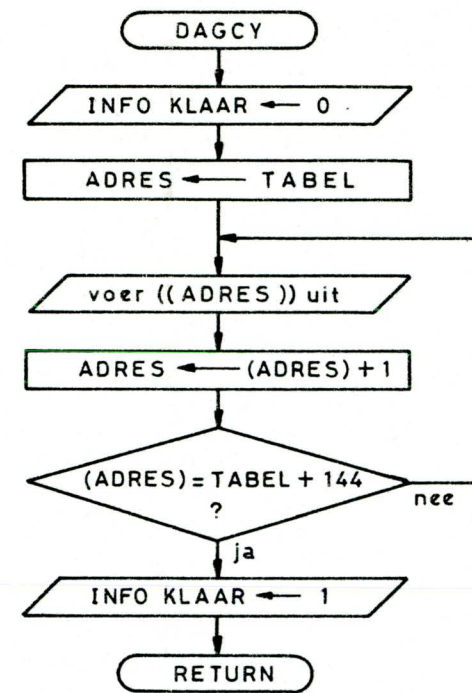 DAGCY
INFO KLAAR ← 0
ADRES ← TABEL
voer ((ADRES)) uit
ADRES ← (ADRES)+1
(ADRES)=TABEL+144
?
nee
ja
INFO KLAAR ← 1
RETURN